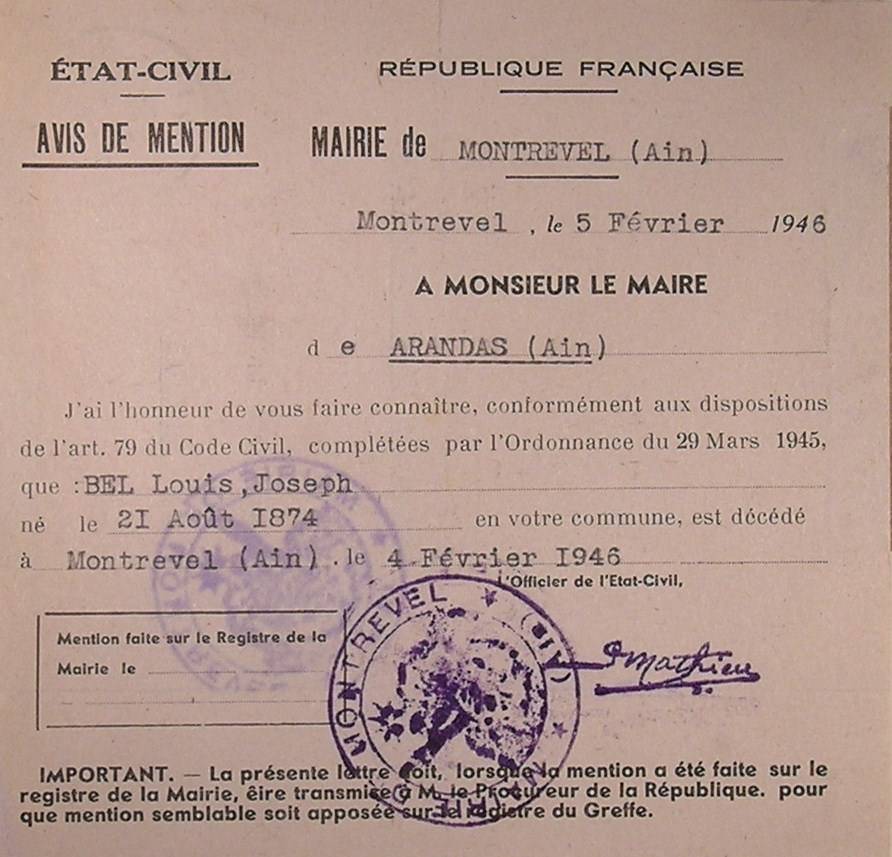 ÉTAT-CIVIL
RÉPUBLIQUE FRANÇAISE
AVIS DE MENTION
MAIRIE de MONTREVEL (Ain)
Montrevel , le 5 Février 1946
A MONSIEUR LE MAIRE
d e ARANDAS (Ain)
J'ai l'honneur de vous faire connaître, conformément aux dispositions
de l'art. 79 du Code Civil, complétées par l'Ordonnance du 29 Mars 1945,
que : BEL Louis, Joseph
né le 2I Août I874 en votre commune, est décédé
à Montrevel (Ain) . le 4 Février I946
L'Officier de l'Etat-Civil,
Mention faite sur le Registre de la
Mairie le
MONTREVEL (AIN) MAIRIE DE
PMathieu
IMPORTANT. — La présente lettre doit, lorsque la mention a été faite sur le
registre de la Mairie, êire transmise à M. le Procureur de la République. pour
que mention semblable soit apposée sur le registre du Greffe.